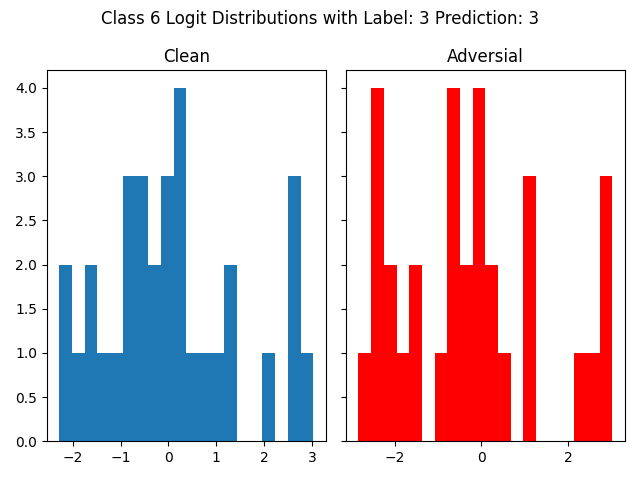 Class 6 Logit Distributions with Label: 3 Prediction: 3
Clean
Adversial
4.0
3.5
3.0
2.5
2.0
1.5
1.0
0.5
0.0
−2 −1 0 1 2 3
−2 0 2